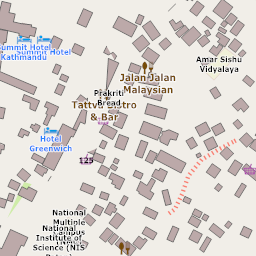 Summit Hotel
Kathmandu
Summit Hotel
Jalan Jalan
Malaysian
Amar Sishu
Vidyalaya
Prakriti
Bread
Tattva Bistro
& Bar
Hotel
Greenwich
125
National
National
Institute of
Science (NIS